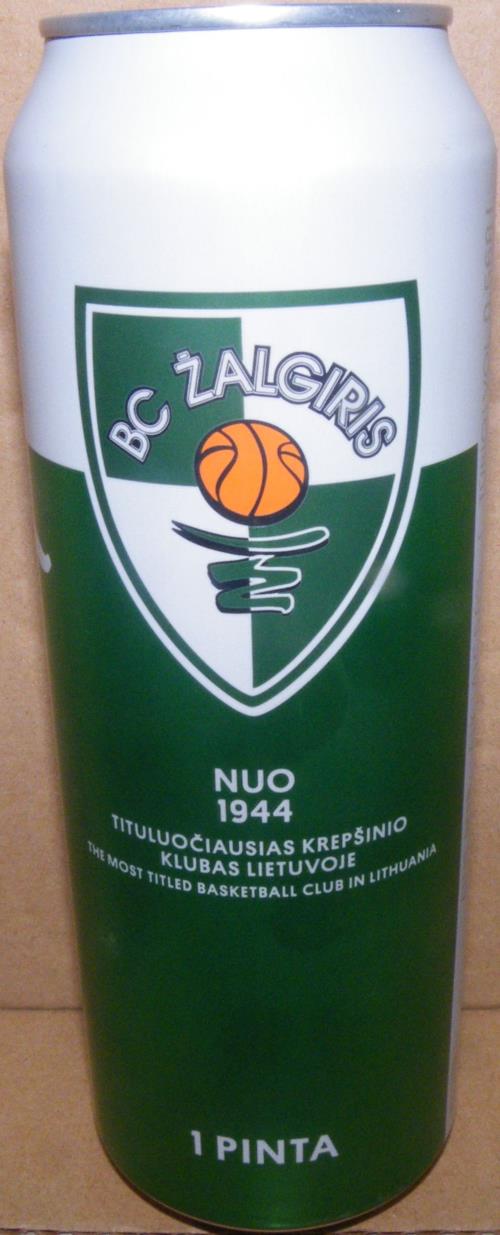 BC ŽALGIRIS
NUO
1944
TITULUOČIAUSIAS KREPŠINIO
KLUBAS LIETUVOJE
THE MOST TITLED BASKETBALL CLUB IN LITHUANIA
1 PINTA